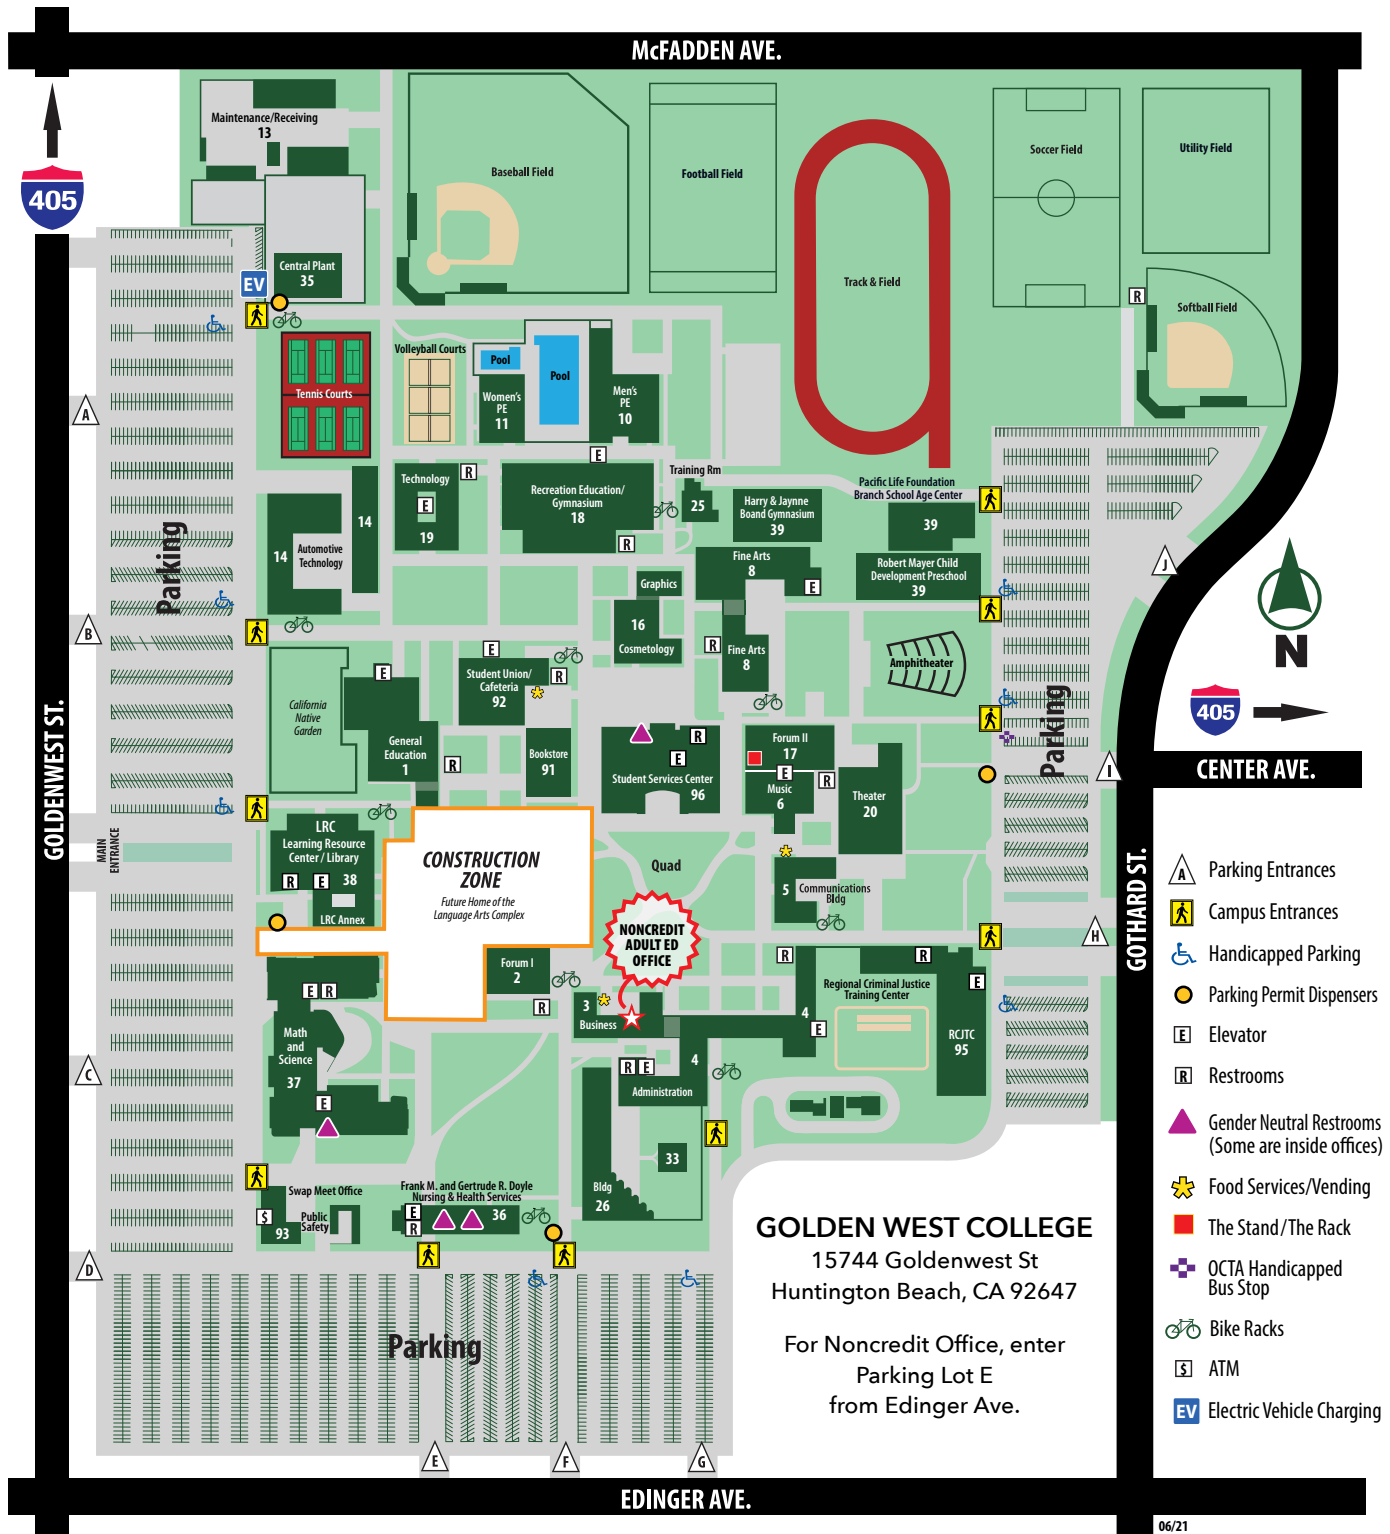 McFADDEN AVE.
405
GOLDENWEST ST.
Maintenance/Receiving
13
Baseball Field
Football Field
Track & Field
Soccer Field
Utility Field
Softball Field
R
Central Plant
35
EV
Tennis Courts
Volleyball Courts
Pool
Pool
Women's
PE
11
Men's
PE
10
A
E
R
Technology
E
19
Recreation Education/
Gymnasium
18
R
Training Rm
25
Harry & Jaynne
Board Gymnasium
39
Pacific Life Foundation
Branch School Age Center
39
Robert Mayer Child
Development Preschool
39
14
14
Automotive
Technology
Parking
Fine Arts
8
E
Graphics
16
Cosmetology
R
Fine Arts
8
Amphitheater
J
N
405
B
E
Student Union/
Cafeteria
92
R
E
California
Native
Garden
General
Education
1
R
Bookstore
91
R
E
Student Services Center
96
Forum II
17
E
R
Music
6
Theater
20
Parking
I
CENTER AVE.
GOTHARD ST.
MAIN
ENTRANCE
LRC
Learning Resource
Center / Library
R
E
38
LRC Annex
CONSTRUCTION
ZONE
Future Home of the
Language Arts Complex
Quad
NONCREDIT
ADULT ED
OFFICE
5
Communications
Bldg
H
Forum I
2
R
3
Business
R
4
E
R
Regional Criminal Justice
Training Center
E
RCJTC
95
E
R
Math
and
Science
37
E
C
4
R
E
Administration
33
Bldg
26
Swap Meet Office
Public
Safety
$
93
Frank M. and Gertrude R. Doyle
Nursing & Health Services
E
R
36
D
Parking
E
F
G
GOLDEN WEST COLLEGE
15744 Goldenwest St
Huntington Beach, CA 92647
For Noncredit Office, enter
Parking Lot E
from Edinger Ave.
A Parking Entrances
Campus Entrances
Handicapped Parking
Parking Permit Dispensers
E Elevator
R Restrooms
Gender Neutral Restrooms
(Some are inside offices)
Food Services/Vending
The Stand/The Rack
OCTA Handicapped
Bus Stop
Bike Racks
$ ATM
EV Electric Vehicle Charging
EDINGER AVE.
06/21